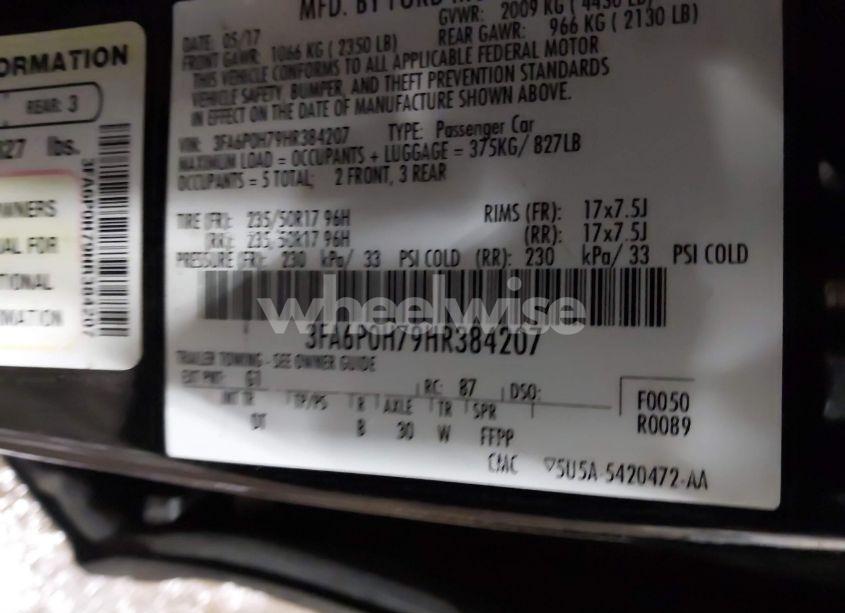 MFD. BY FORD
DATE: 05/17
GVWR: 2009 KG
FRONT GAWR: 1066 KG ( 2350 LB)
REAR GAWR: 966 KG ( 2130 LB)
THIS VEHICLE CONFORMS TO ALL APPLICABLE FEDERAL MOTOR
VEHICLE SAFETY, BUMPER, AND THEFT PREVENTION STANDARDS
IN EFFECT ON THE DATE OF MANUFACTURE SHOWN ABOVE.
VIN: 3FA6P0H79HR384207 TYPE: Passenger Car
MAXIMUM LOAD = OCCUPANTS + LUGGAGE = 375KG/ 827LB
OCCUPANTS = 5 TOTAL; 2 FRONT, 3 REAR
TIRE (FR): 235/50R17 96H RIMS (FR): 17x7.5J
(RR): 235/50R17 96H (RR): 17x7.5J
PRESSURE (FR): 230 kPa/ 33 PSI COLD (RR): 230 kPa/ 33 PSI COLD
wheelwise
3FA6P0H79HR384207
TRAILER TOWING - SEE OWNER GUIDE
EXT PNT: G1 RC: 87 DSO: F0050
INT TR TP/PS R AXLE TR SPR R0089
DT B 30 W FFPP
CMC 5U5A-5420472-AA
ORMATION
REAR: 3
827 lbs.
OWNERS
UAL FOR
TIONAL
RMATION
3FA6P0H79HR384207